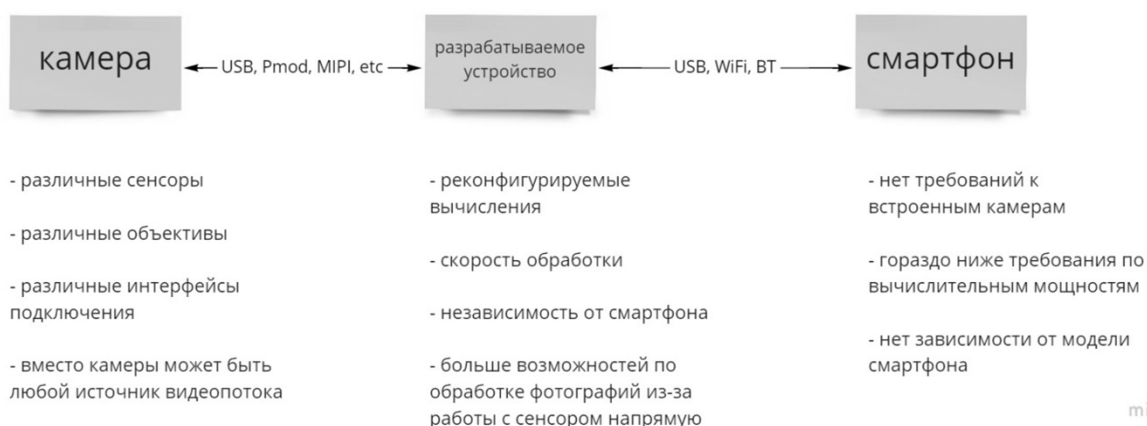 камера
USB, Pmod, MIPI, etc
разрабатываемое
устройство
USB, WiFi, BT
смартфон
- различные сенсоры
- различные объективы
- различные интерфейсы
подключения
- вместо камеры может быть
любой источник видеопотока
- реконфигурируемые
вычисления
- скорость обработки
- независимость от смартфона
- больше возможностей по
обработке фотографий из-за
работы с сенсором напрямую
- нет требований к
встроенным камерам
- гораздо ниже требования по
вычислительным мощностям
- нет зависимости от модели
смартфона